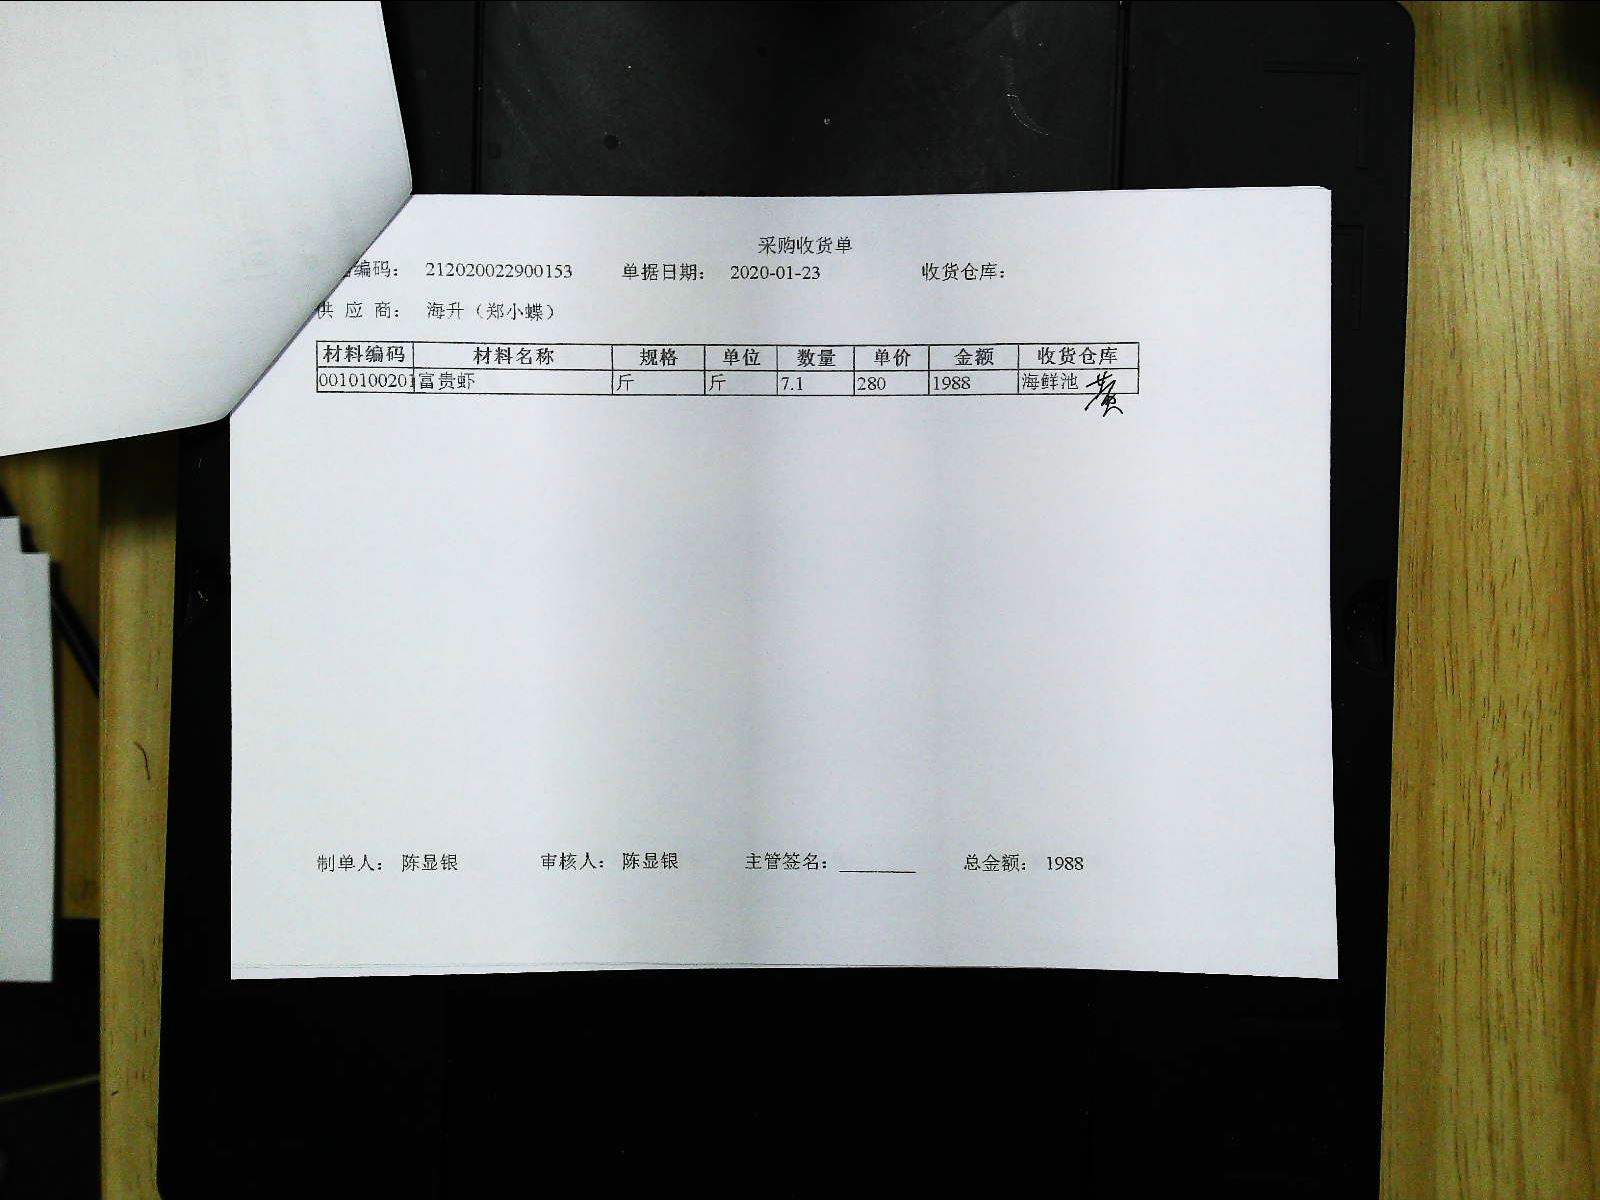 采购收货单
编码： 212020022900153 单据日期： 2020-01-23 收货仓库：
供 应 商： 海升（郑小蝶）
材料编码 材料名称 规格 单位 数量 单价 金额 收货仓库
0010100201 富贵虾 斤 斤 7.1 280 1988 海鲜池
黄
制单人： 陈显银 审核人： 陈显银 主管签名： 总金额： 1988